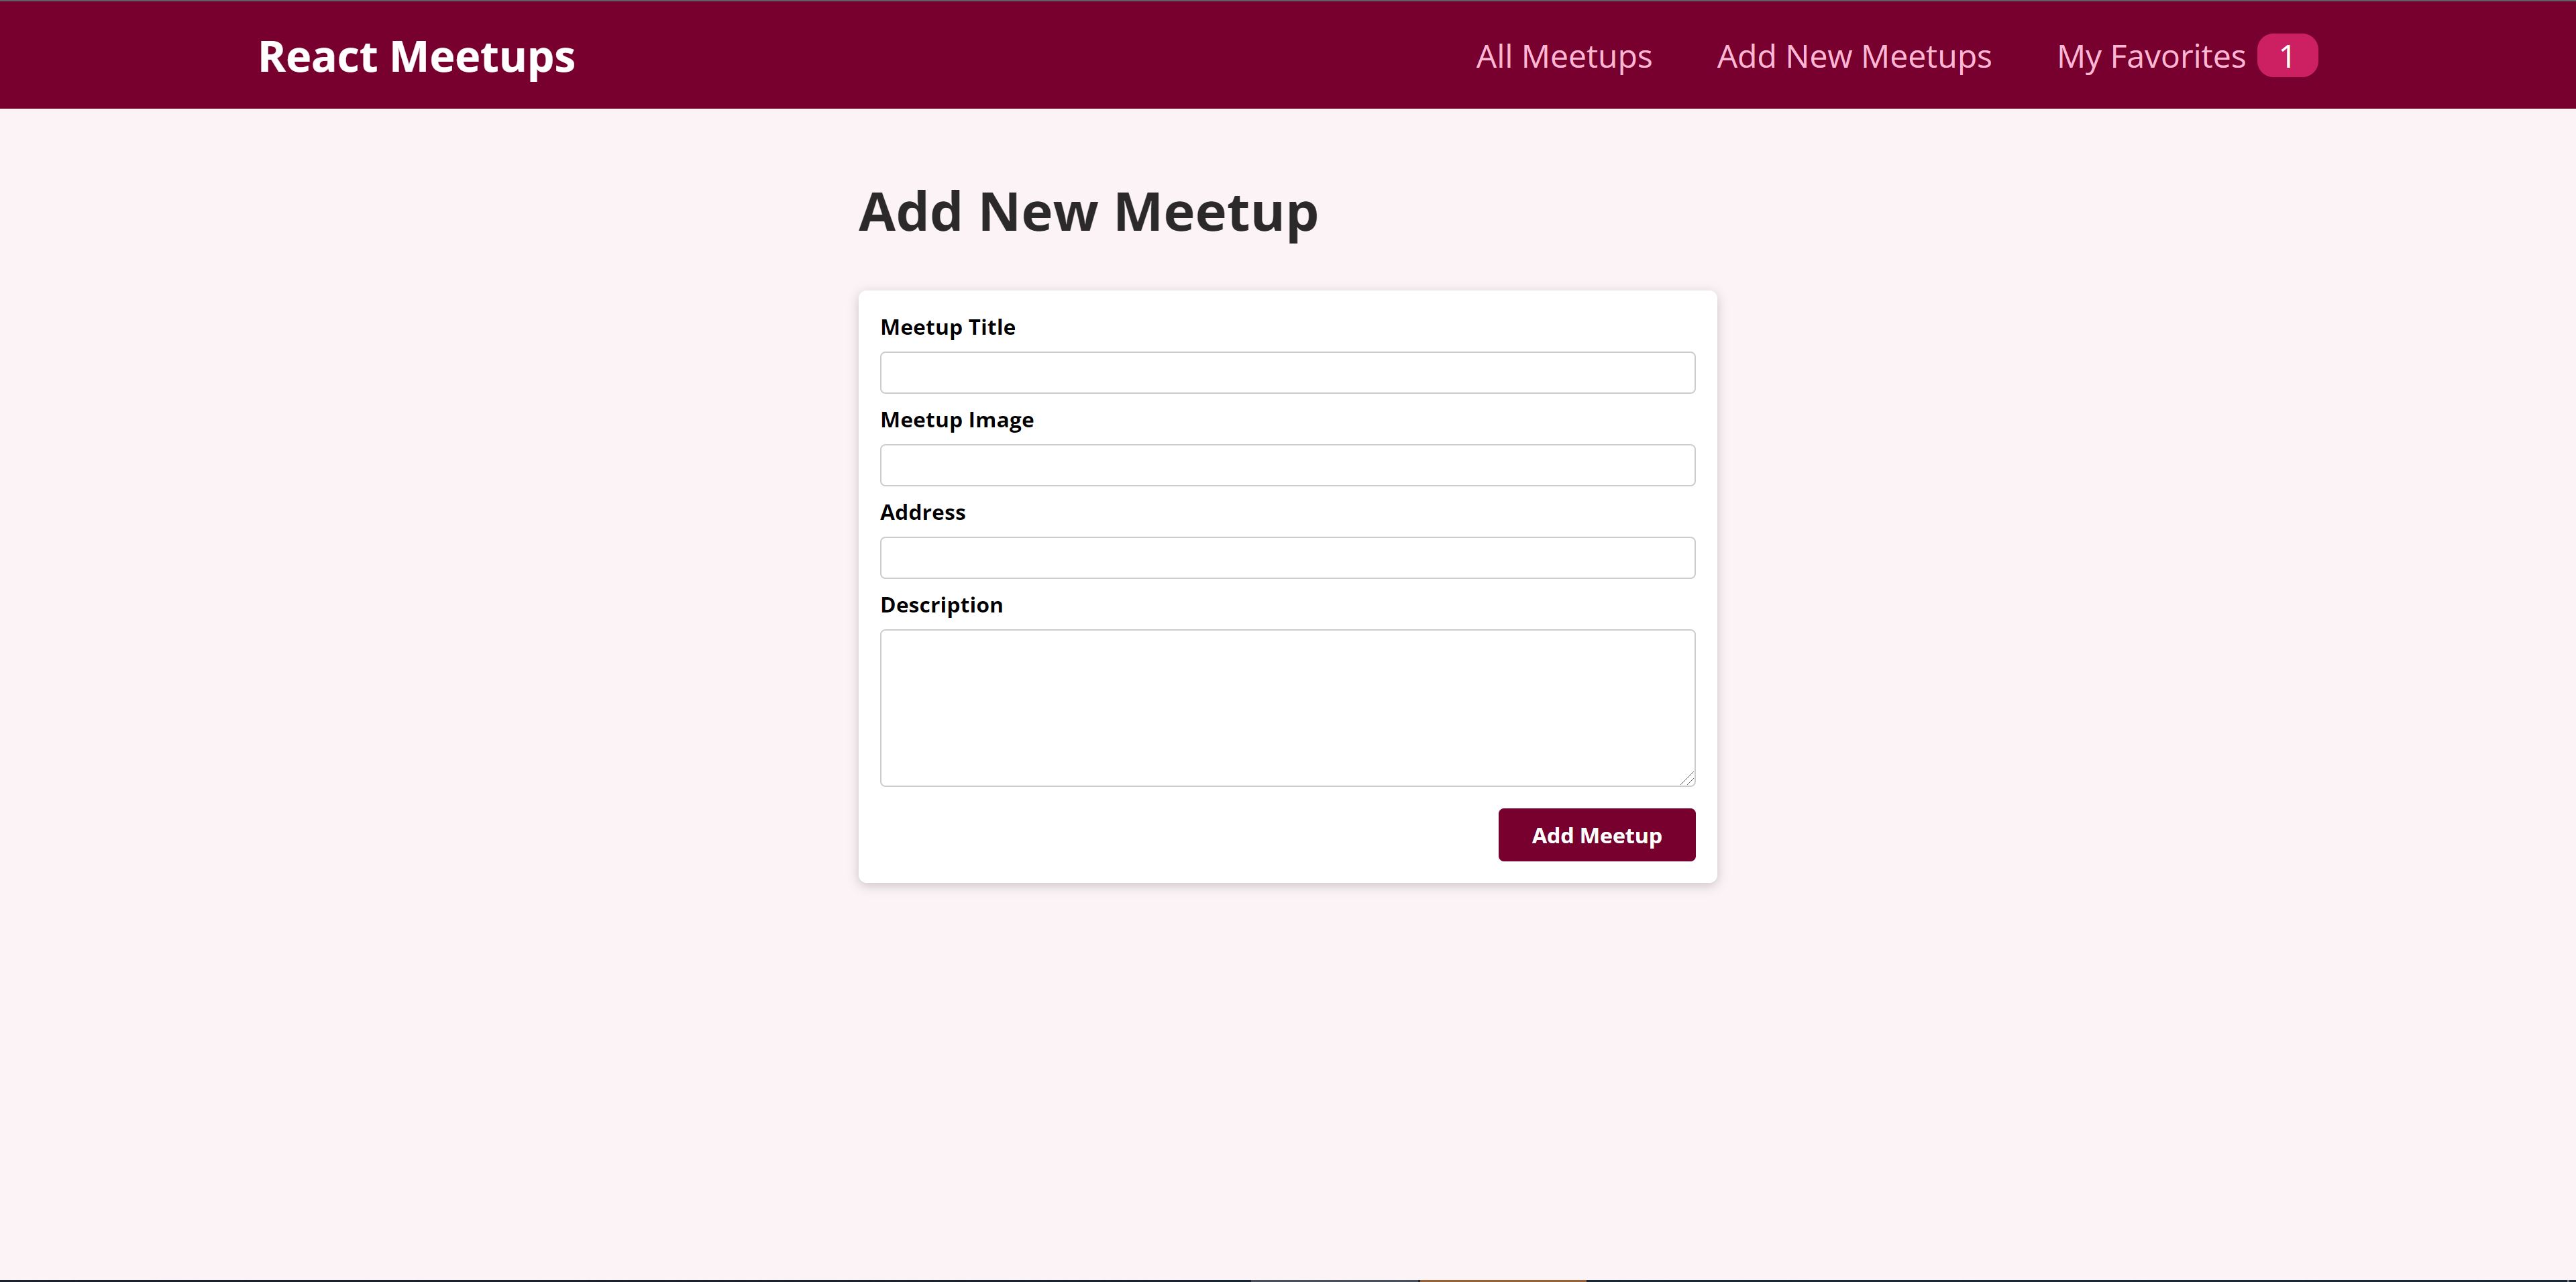 React Meetups
All Meetups
Add New Meetups
My Favorites 1
Add New Meetup
Meetup Title
Meetup Image
Address
Description
Add Meetup